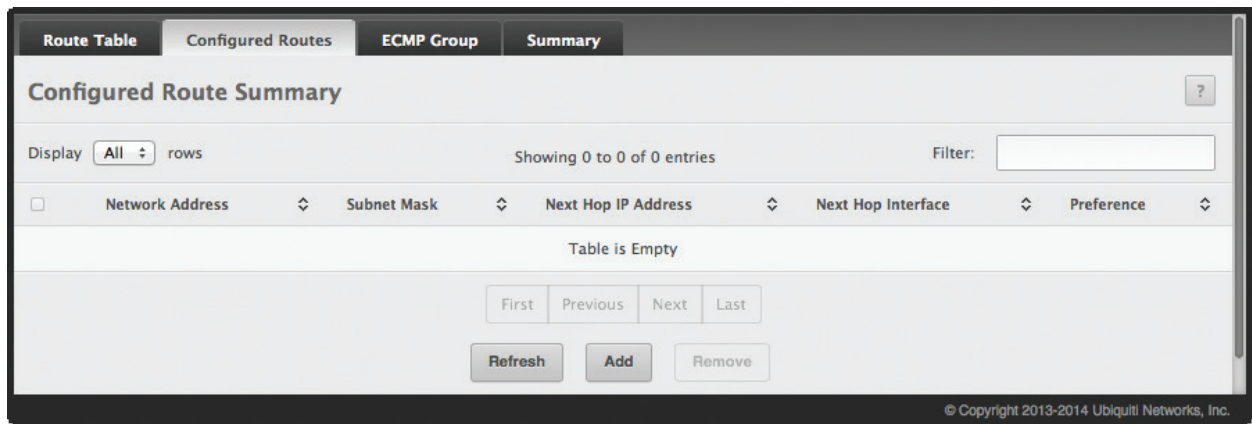 Route Table Configured Routes ECMP Group Summary
Configured Route Summary ?
Display All rows Showing 0 to 0 of 0 entries Filter:
Network Address Subnet Mask Next Hop IP Address Next Hop Interface Preference
Table is Empty
First Previous Next Last
Refresh Add Remove
© Copyright 2013-2014 Ubiquiti Networks, Inc.